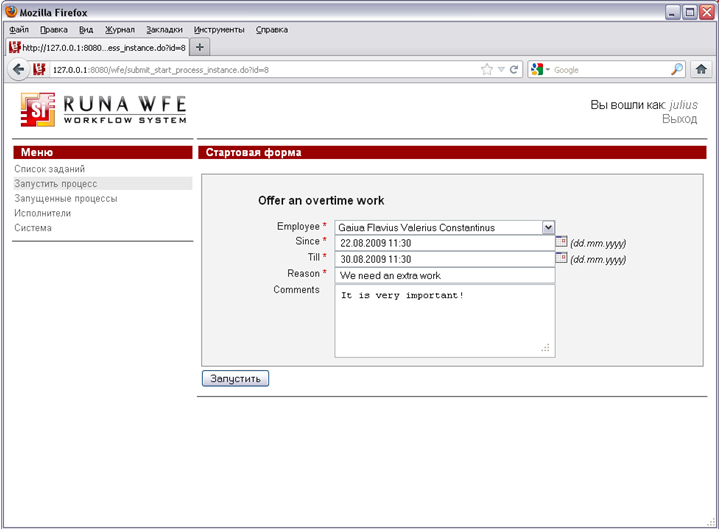 Mozilla Firefox
Файл Правка Вид Журнал Закладки Инструменты Справка
http://127.0.0.1:8080...ess_instance.do?id=8
127.0.0.1:8080/wfe/submit_start_process_instance.do?id=8
Google
RUNA WFE
WORKFLOW SYSTEM
Вы вошли как: julius
Выход
Меню
Список заданий
Запустить процесс
Запущенные процессы
Исполнители
Система
Стартовая форма
Offer an overtime work
Employee * Gaiua Flavius Valerius Constantinus
Since * 22.08.2009 11:30 (dd.mm.yyyy)
Till * 30.08.2009 11:30 (dd.mm.yyyy)
Reason * We need an extra work
Comments It is very important!
Запустить